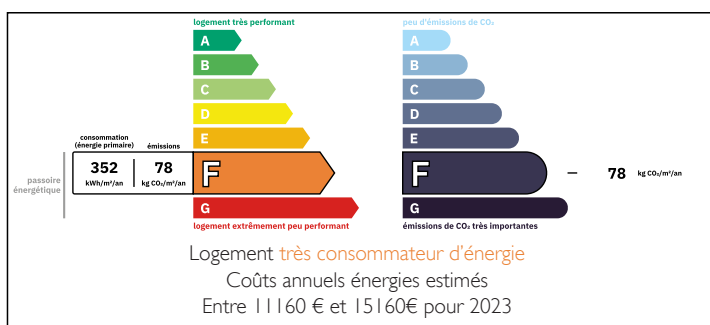 logement très performant
A
B
C
D
E
consommation
(énergie primaire)
émissions
352
78
kWh/m²/an
kg CO₂/m²/an
F
passoire
énergétique
G
logement extrêmement peu performant
peu d'émissions de CO₂
A
B
C
D
E
F
78 kg CO₂/m²/an
G
émissions de CO₂ très importantes
Logement très consommateur d'énergie
Coûts annuels énergies estimés
Entre 11160 € et 15160€ pour 2023